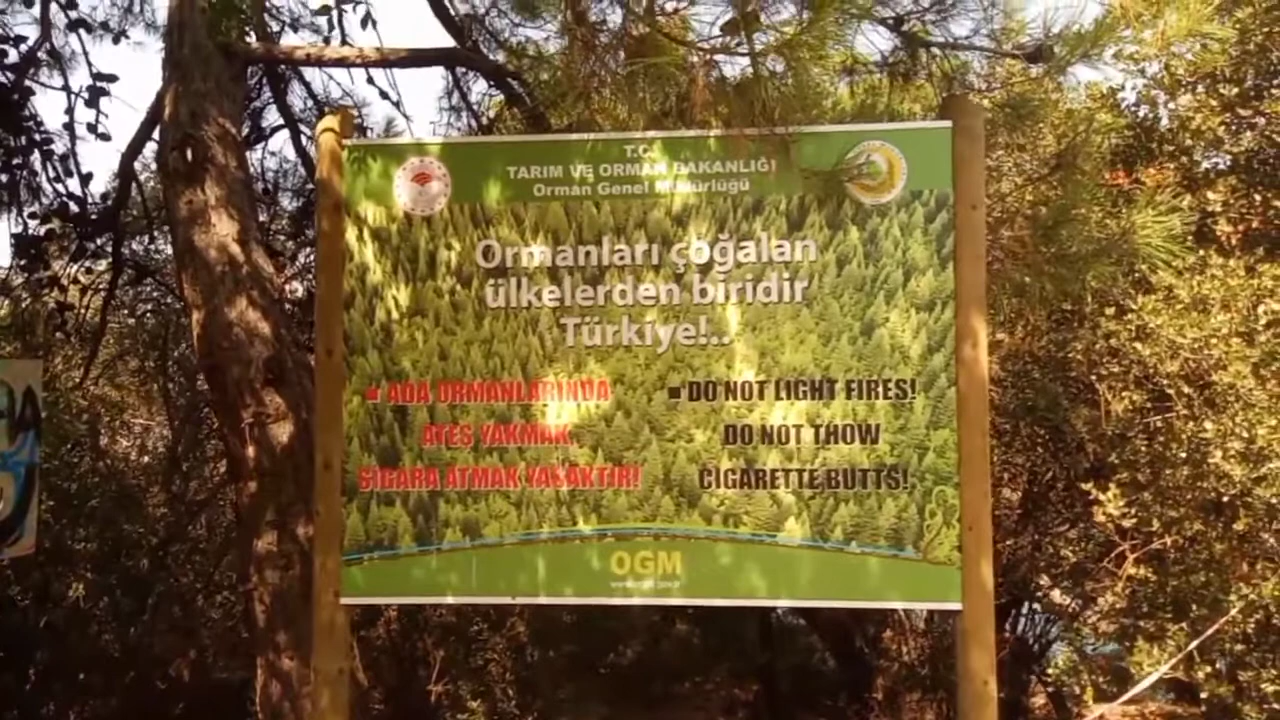 T.C.
TARIM VE ORMAN BAKANLIĞI
Orman Genel Müdürlüğü
Ormanları çoğalan
ülkelerden biridir
Türkiye!..
▪ ADA ORMANLARINDA
ATEŞ YAKMAK,
SİGARA ATMAK YASAKTIR!
▪ DO NOT LIGHT FIRES!
DO NOT THOW
CIGARETTE BUTTS!
OGM